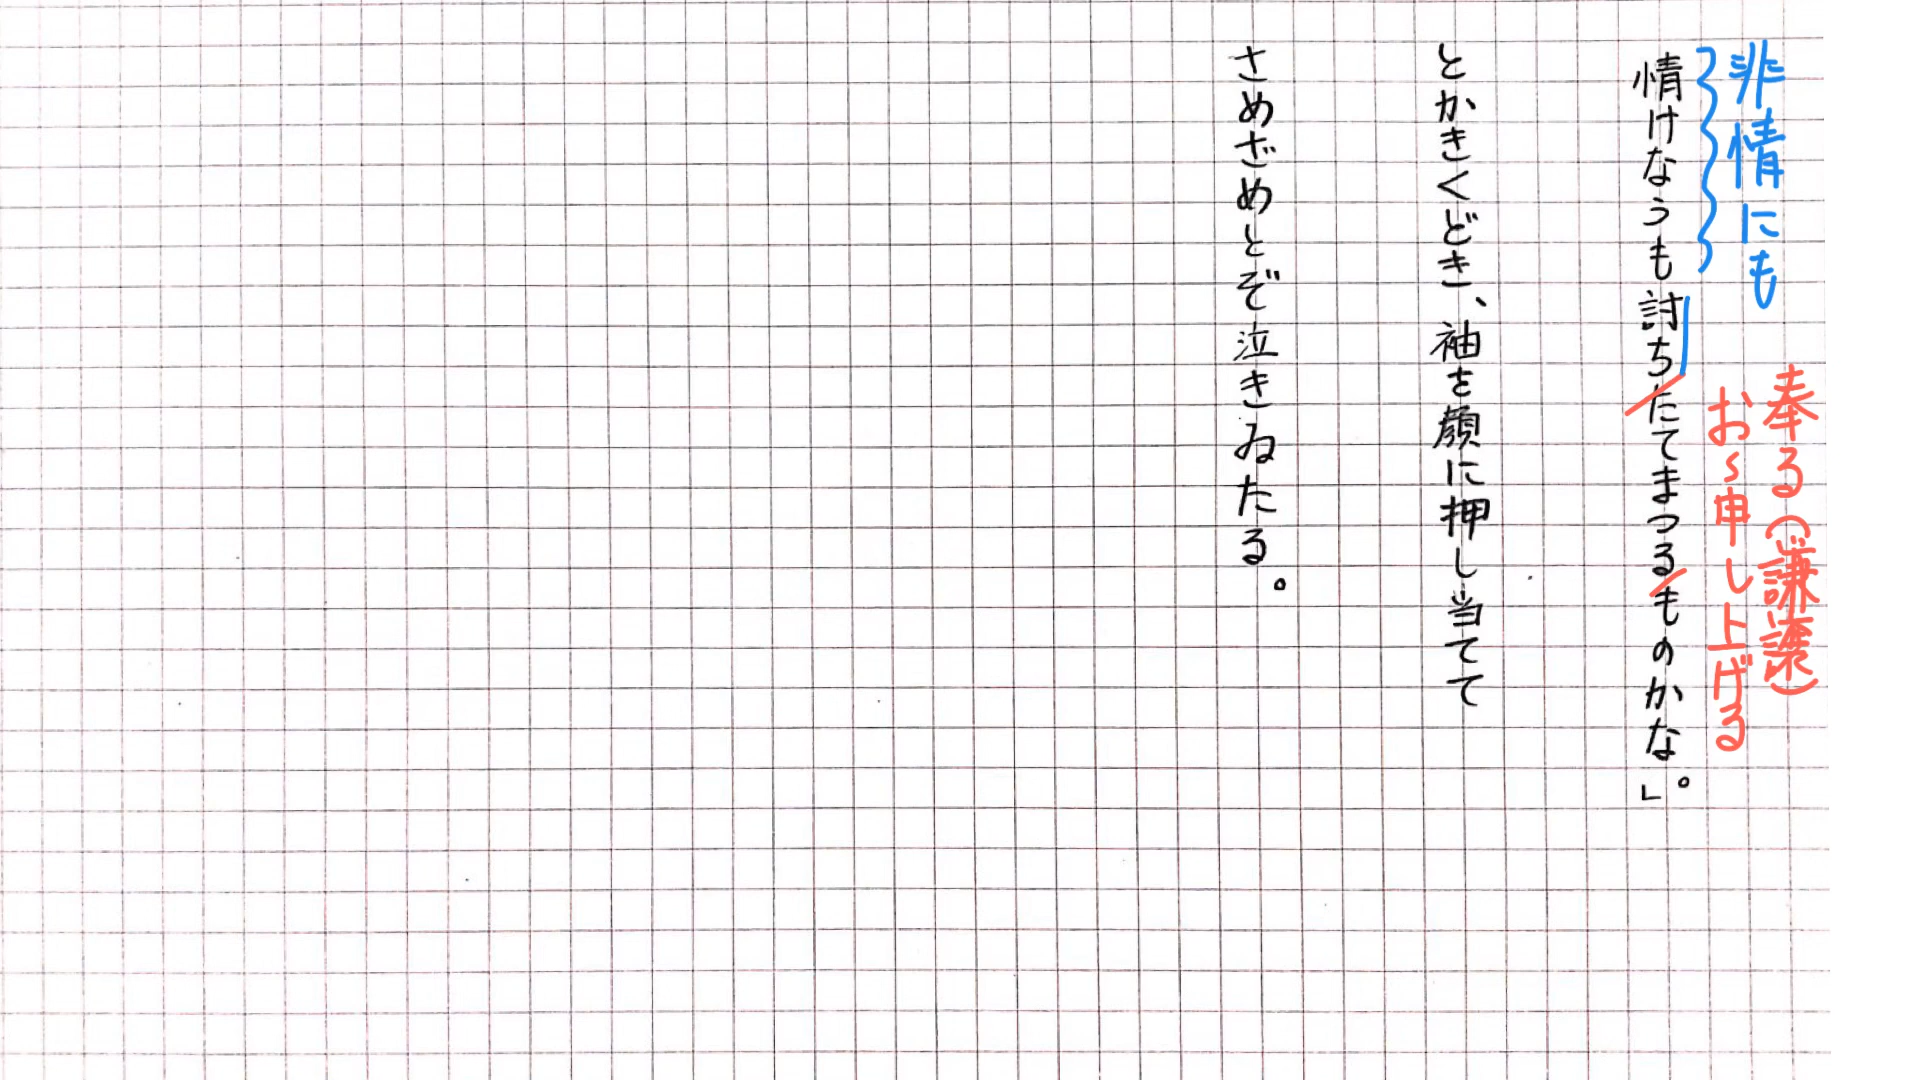 非情にも
奉る(ご謙譲)
お〜申し上げる
情けなうも討ちたてまつるものかな」。
とかきくどき、袖を顔に押し当てて
さめざめとぞ泣きゐたる。